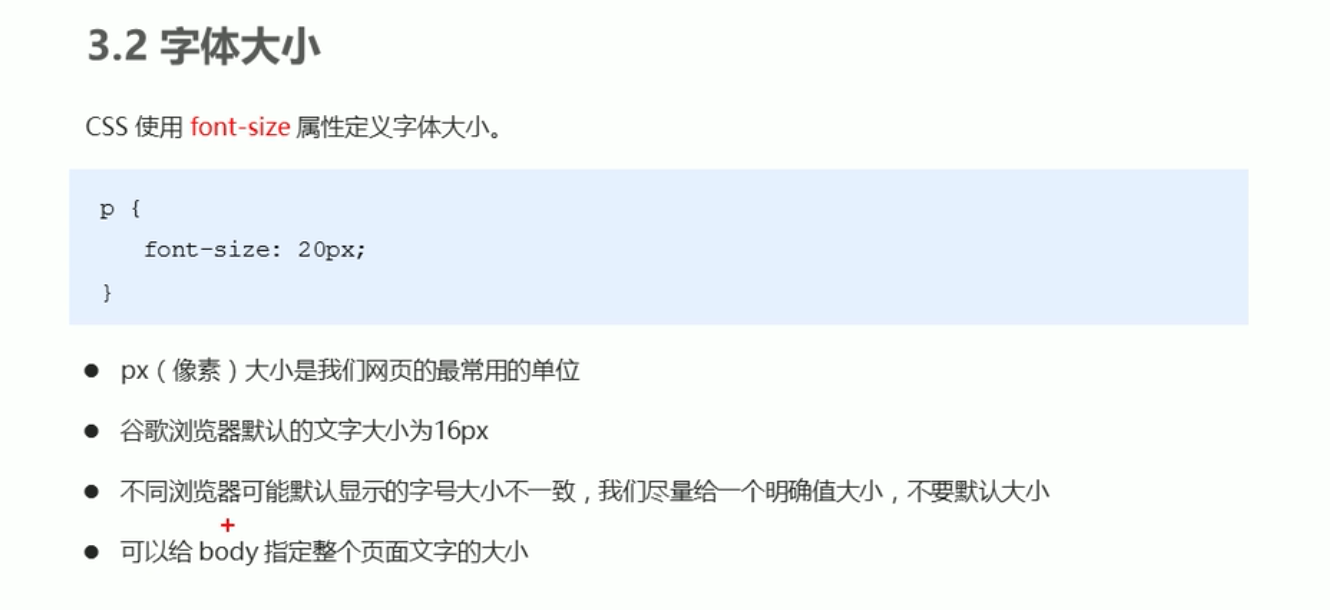 3.2 字体大小
CSS 使用 font-size 属性定义字体大小。
p {
font-size: 20px;
}
● px（像素）大小是我们网页的最常用的单位
● 谷歌浏览器默认的文字大小为16px
● 不同浏览器可能默认显示的字号大小不一致，我们尽量给一个明确值大小，不要默认大小
● 可以给 body 指定整个页面文字的大小